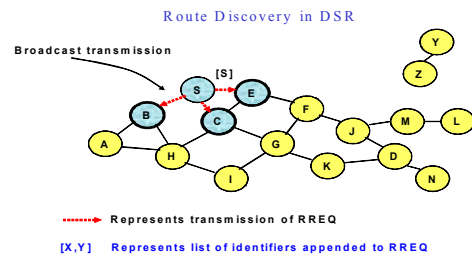 Route Discovery in DSR
Y
Broadcast transmission
Z
[S]
S
E
B
F
C
M
L
J
A
H
G
D
K
I
N
Represents transmission of RREQ
[X,Y] Represents list of identifiers appended to RREQ